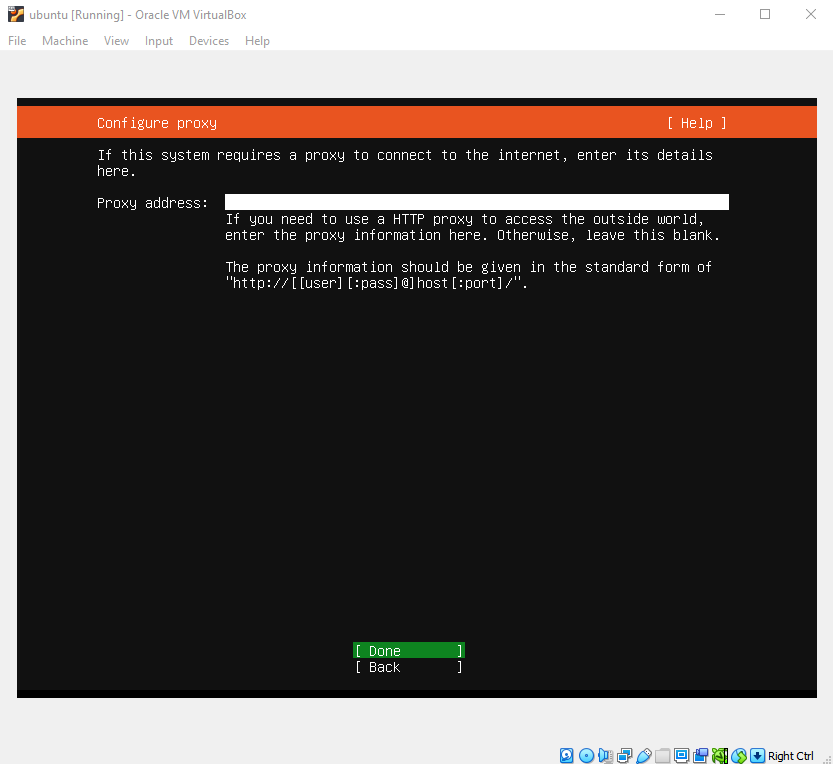 ubuntu [Running] - Oracle VM VirtualBox
File Machine View Input Devices Help
Configure proxy [ Help ]
If this system requires a proxy to connect to the internet, enter its details
here.
Proxy address:
If you need to use a HTTP proxy to access the outside world,
enter the proxy information here. Otherwise, leave this blank.
The proxy information should be given in the standard form of
"http://[[user][:pass]@]host[:port]/".
[ Done ]
[ Back ]
Right Ctrl